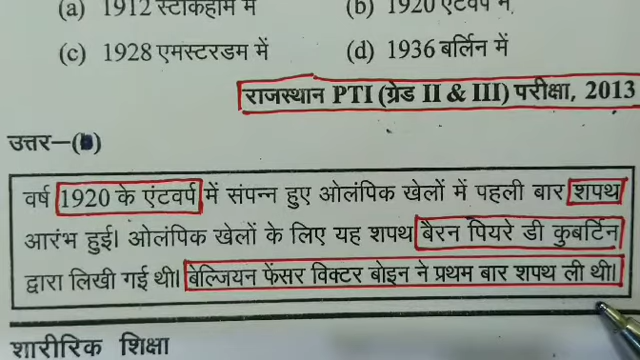 (a) 1912 स्टाकहोम में (b) 1920 एंटवर्प में
(c) 1928 एमस्टरडम में (d) 1936 बर्लिन में
राजस्थान PTI (ग्रेड II & III) परीक्षा, 2013
उत्तर—(b)
वर्ष 1920 के एंटवर्प में संपन्न हुए ओलंपिक खेलों में पहली बार शपथ
आरंभ हुई। ओलंपिक खेलों के लिए यह शपथ बैरन पियरे डी कुबर्टिन
द्वारा लिखी गई थी। बेल्जियन फेंसर विक्टर बोइन ने प्रथम बार शपथ ली थी।
शारीरिक शिक्षा